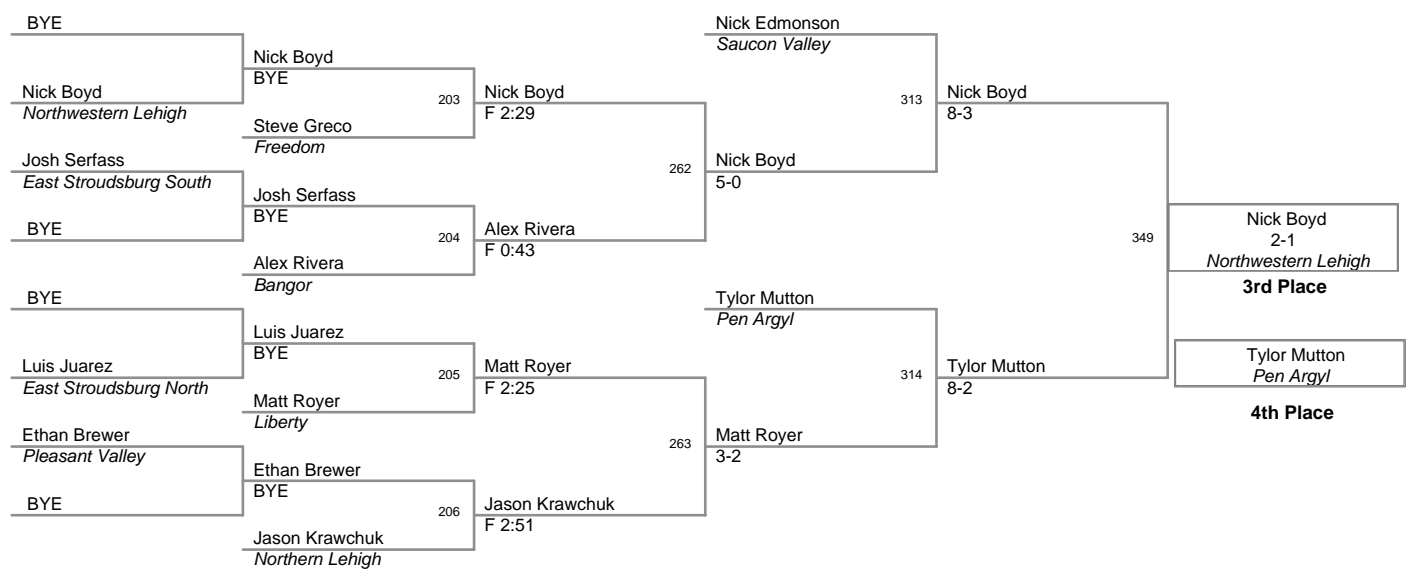 BYE
Nick Boyd
Northwestern Lehigh
Josh Serfass
East Stroudsburg South
BYE
BYE
Luis Juarez
East Stroudsburg North
Ethan Brewer
Pleasant Valley
BYE
Nick Boyd
BYE
203
Steve Greco
Freedom
Josh Serfass
BYE
204
Alex Rivera
Bangor
Luis Juarez
BYE
205
Matt Royer
Liberty
Ethan Brewer
BYE
206
Jason Krawchuk
Northern Lehigh
Nick Boyd
F 2:29
262
Alex Rivera
F 0:43
Matt Royer
F 2:25
263
Jason Krawchuk
F 2:51
Nick Edmonson
Saucon Valley
313
Nick Boyd
5-0
Tylor Mutton
Pen Argyl
314
Matt Royer
3-2
Nick Boyd
8-3
349
Tylor Mutton
8-2
Nick Boyd
2-1
Northwestern Lehigh
3rd Place
Tylor Mutton
Pen Argyl
4th Place